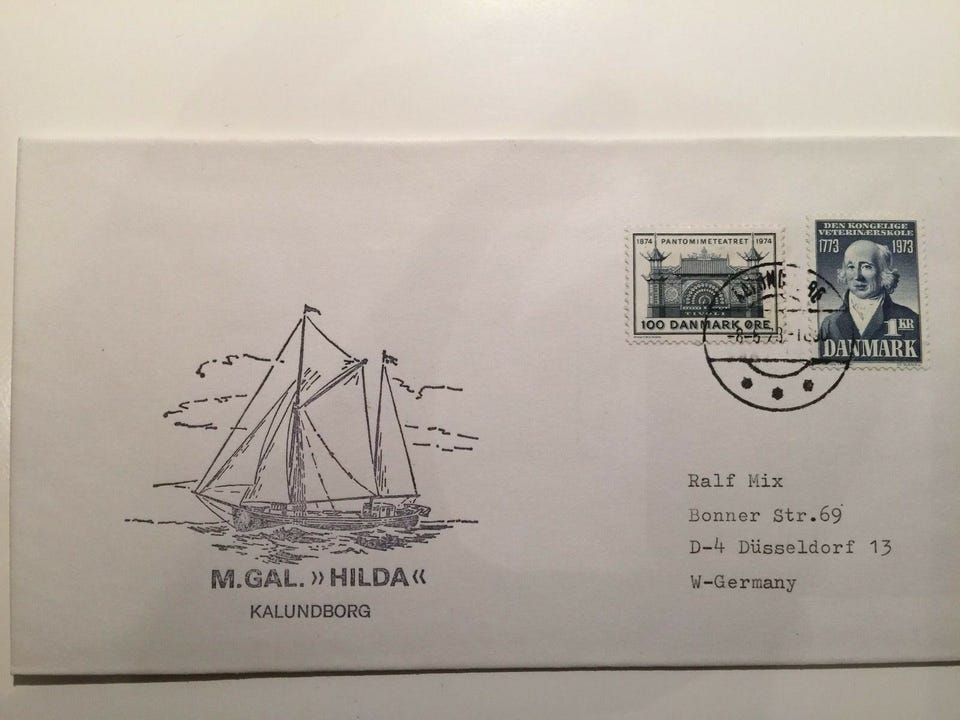 1874 PANTOMIMETEATRET 1974
TIVOLI
100 DANMARK ØRE
DEN KONGELIGE
VETERINÆRSKOLE
1773 1973
1 KR
DANMARK
Ralf Mix
Bonner Str.69
D-4 Düsseldorf 13
W-Germany
M.GAL. »HILDA«
KALUNDBORG